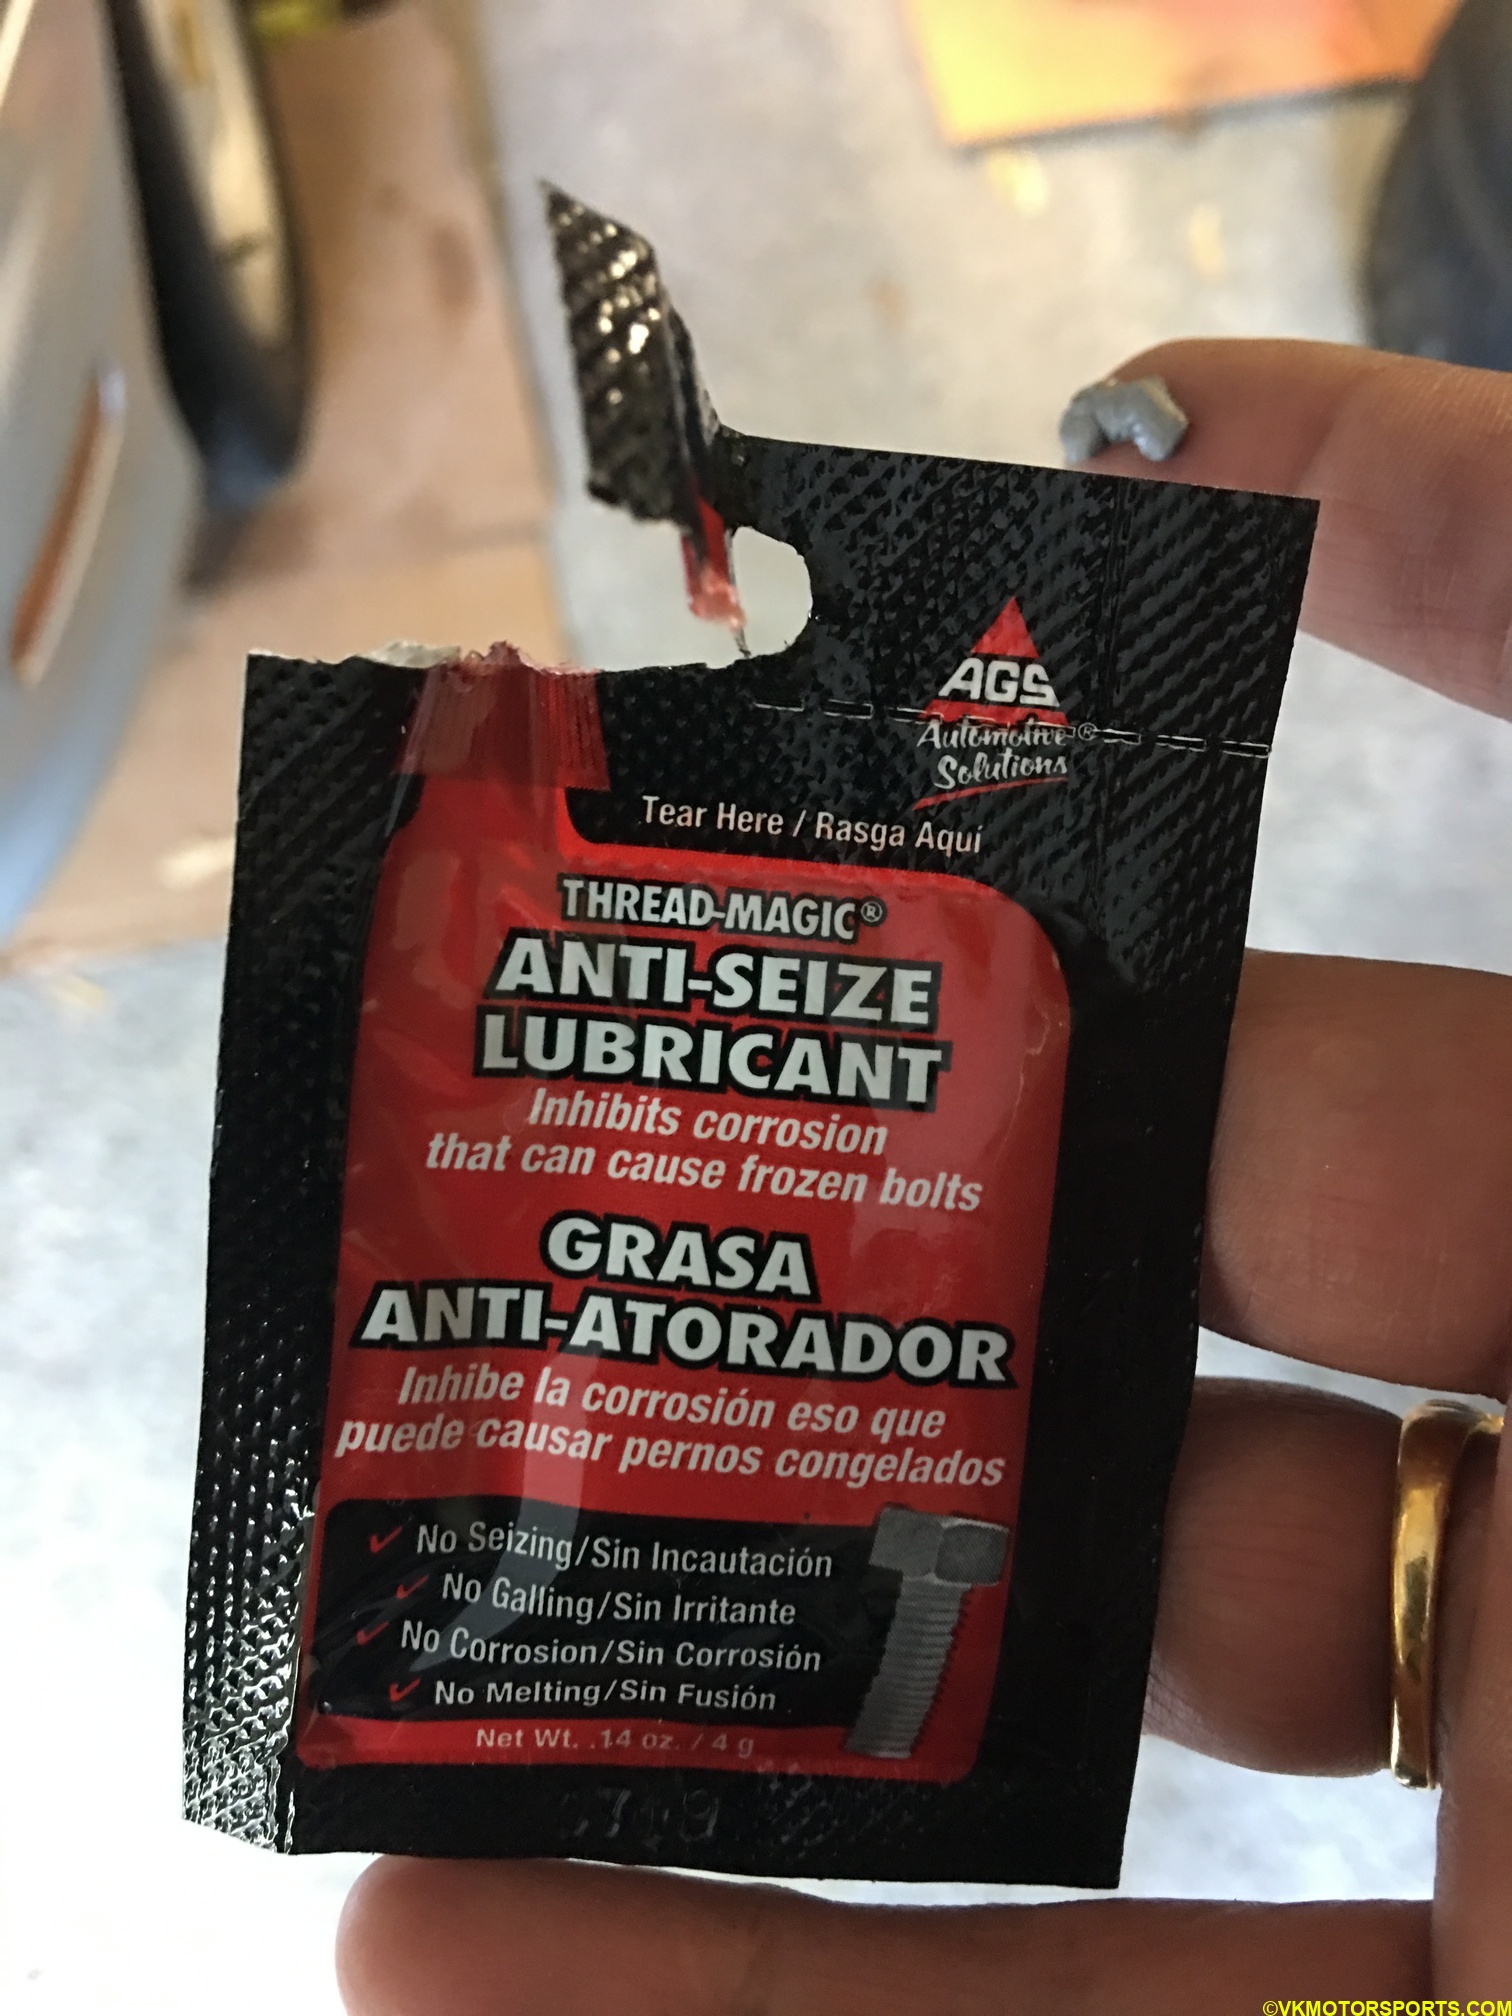 AGS
Automotive®
Solutions
Tear Here / Rasga Aquí
THREAD-MAGIC®
ANTI-SEIZE
LUBRICANT
Inhibits corrosion
that can cause frozen bolts
GRASA
ANTI-ATORADOR
Inhibe la corrosión eso que
puede causar pernos congelados
No Seizing/Sin Incautación
No Galling/Sin Irritante
No Corrosion/Sin Corrosión
No Melting/Sin Fusión
Net Wt. .14 oz. / 4 g
©VKMOTORSPORTS.COM